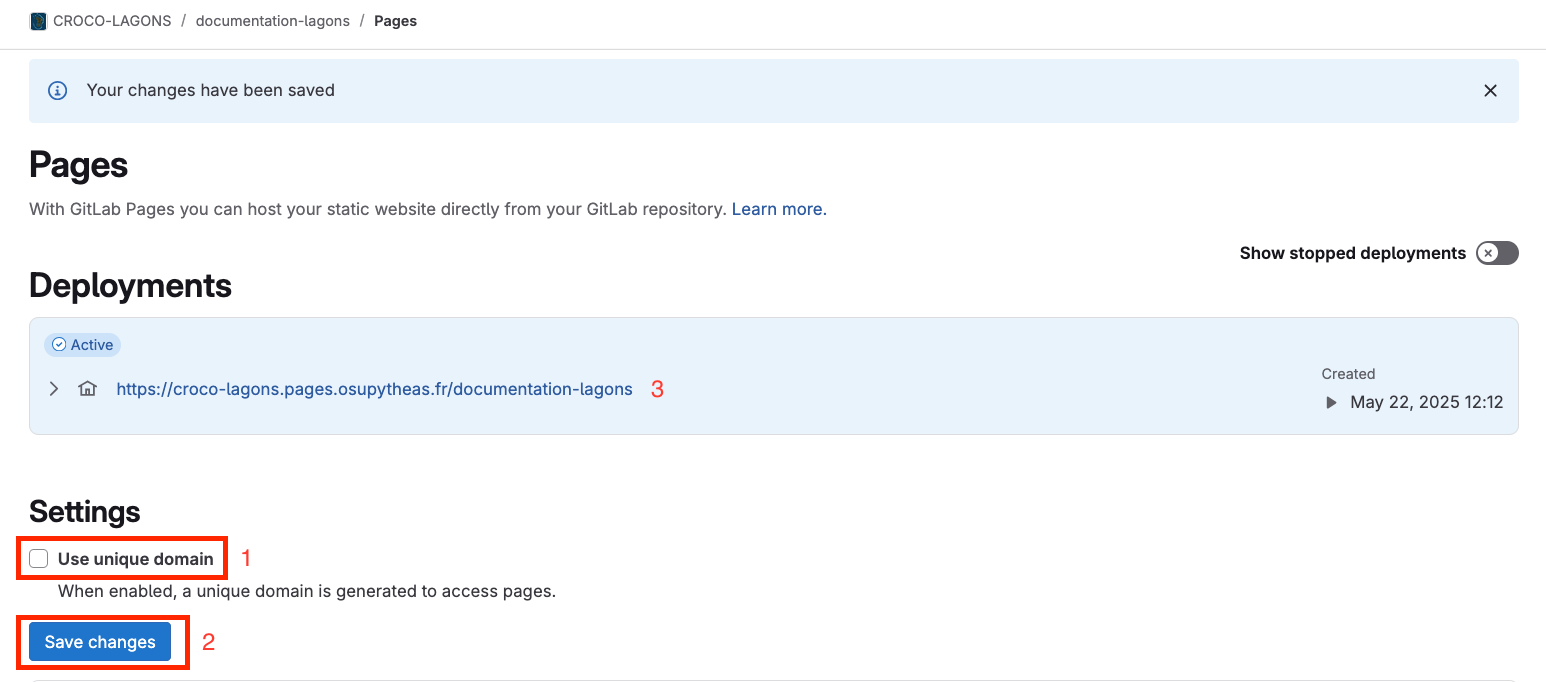 CROCO-LAGONS / documentation-lagons / Pages
Your changes have been saved
Pages
With GitLab Pages you can host your static website directly from your GitLab repository. Learn more.
Show stopped deployments
Deployments
Active
https://croco-lagons.pages.osupytheas.fr/documentation-lagons 3
Created
May 22, 2025 12:12
Settings
Use unique domain 1
When enabled, a unique domain is generated to access pages.
Save changes 2